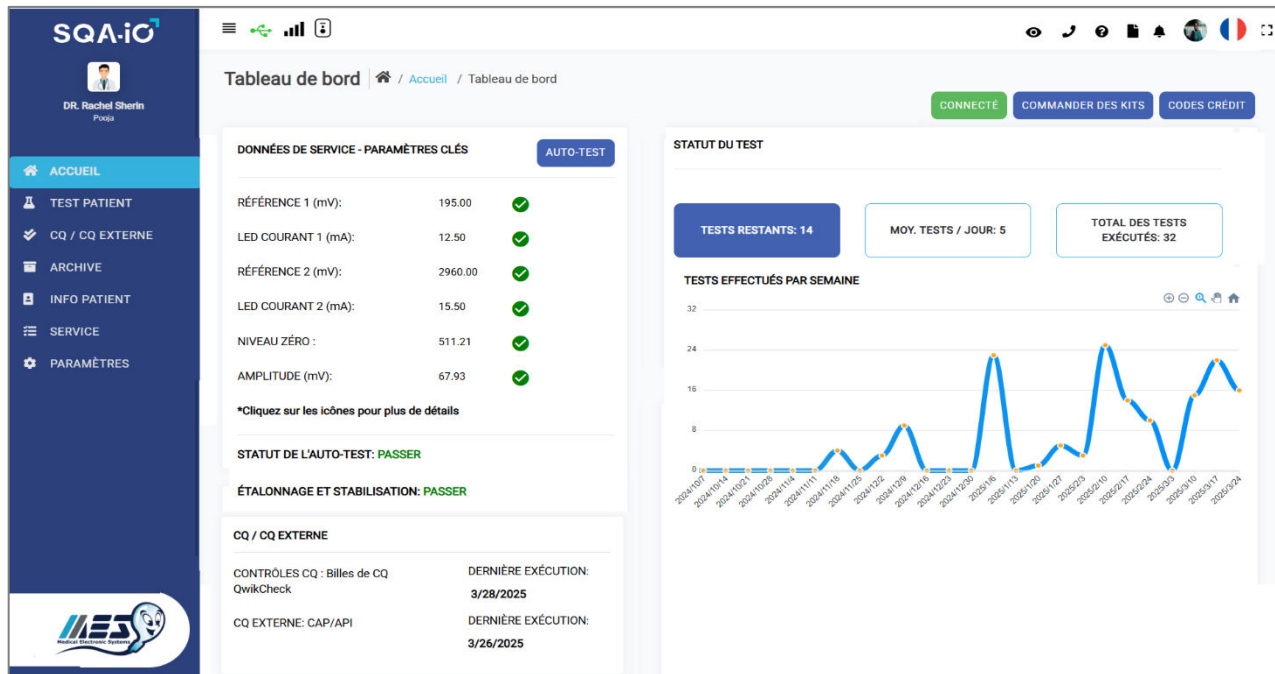 SQA·iO
DR. Rachel Sherin
Pooja
ACCUEIL
TEST PATIENT
CQ / CQ EXTERNE
ARCHIVE
INFO PATIENT
SERVICE
PARAMÈTRES
MES
Medical Electronic Systems
Tableau de bord / Accueil / Tableau de bord
CONNECTÉ COMMANDER DES KITS CODES CRÉDIT
DONNÉES DE SERVICE - PARAMÈTRES CLÉS AUTO-TEST
RÉFÉRENCE 1 (mV): 195.00
LED COURANT 1 (mA): 12.50
RÉFÉRENCE 2 (mV): 2960.00
LED COURANT 2 (mA): 15.50
NIVEAU ZÉRO : 511.21
AMPLITUDE (mV): 67.93
*Cliquez sur les icônes pour plus de détails
STATUT DE L'AUTO-TEST: PASSER
ÉTALONNAGE ET STABILISATION: PASSER
CQ / CQ EXTERNE
CONTRÔLES CQ : Billes de CQ
QwikCheck
DERNIÈRE EXÉCUTION:
3/28/2025
CQ EXTERNE: CAP/API
DERNIÈRE EXÉCUTION:
3/26/2025
STATUT DU TEST
TESTS RESTANTS: 14
MOY. TESTS / JOUR: 5
TOTAL DES TESTS
EXÉCUTÉS: 32
TESTS EFFECTUÉS PAR SEMAINE
32
24
16
8
0
2024/10/7
2024/10/14
2024/10/21
2024/10/28
2024/11/4
2024/11/11
2024/11/18
2024/11/25
2024/12/2
2024/12/9
2024/12/16
2024/12/23
2024/12/30
2025/1/6
2025/1/13
2025/1/20
2025/1/27
2025/2/3
2025/2/10
2025/2/17
2025/2/24
2025/3/3
2025/3/10
2025/3/17
2025/3/24